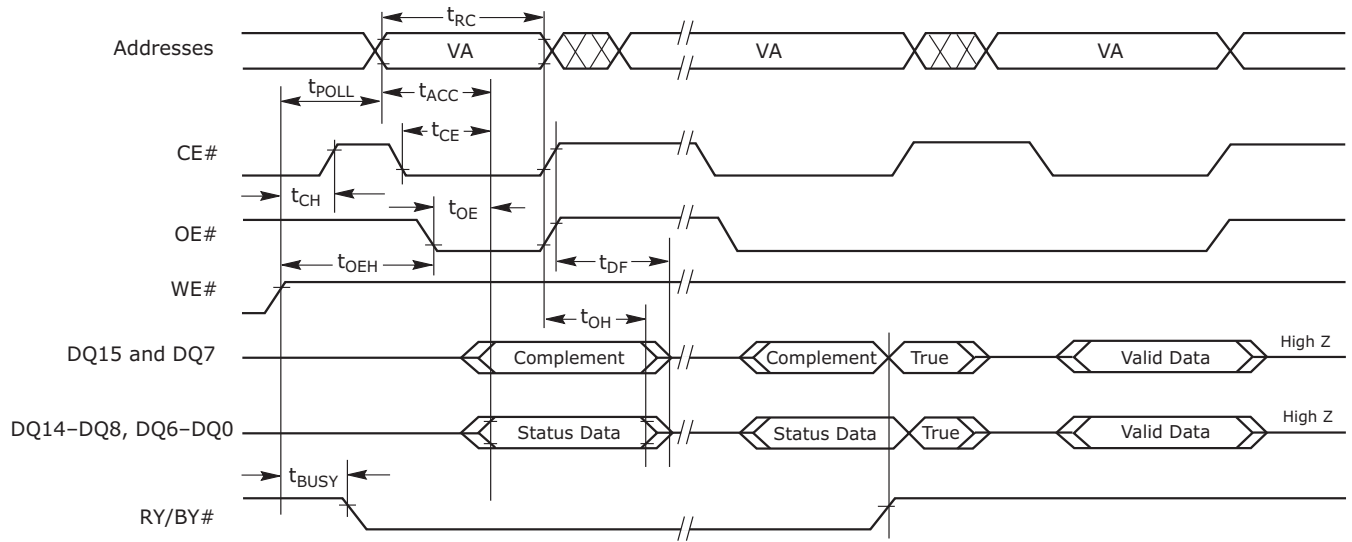 tRC
Addresses VA VA VA
tPOLL tACC
tCE
CE#
tCH tOE
OE#
tOEH tDF
WE#
tOH
DQ15 and DQ7 Complement Complement True Valid Data High Z
DQ14–DQ8, DQ6–DQ0 Status Data Status Data True Valid Data High Z
tBUSY
RY/BY#